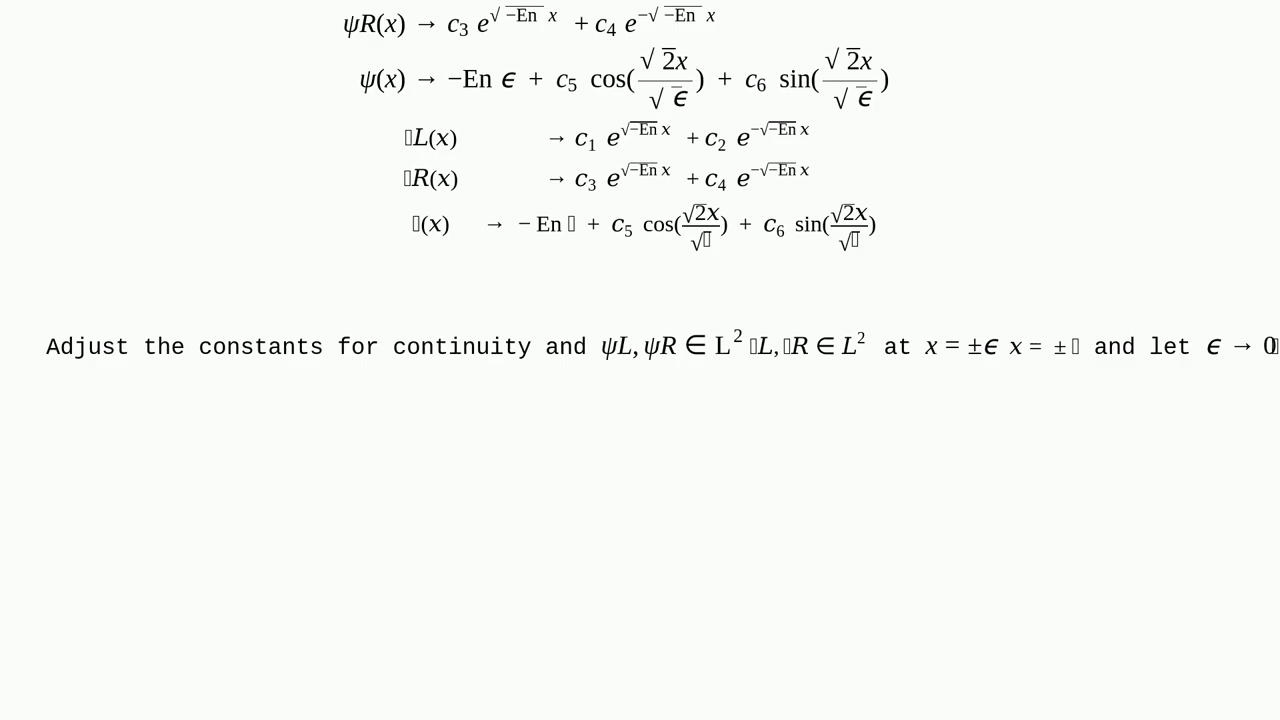 ψR(x) → c₃ e^{√−En x} + c₄ e^{−√−En x}
ψ(x) → −En ϵ + c₅ cos(√2x/√ϵ) + c₆ sin(√2x/√ϵ)
▯L(x) → c₁ e^{√−En x} + c₂ e^{−√−En x}
▯R(x) → c₃ e^{√−En x} + c₄ e^{−√−En x}
▯(x) → − En ▯ + c₅ cos(√2x/√▯) + c₆ sin(√2x/√▯)
Adjust the constants for continuity and ψL, ψR ∈ L² ▯L, ▯R ∈ L² at x = ±ϵ x = ± ▯ and let ϵ → 0